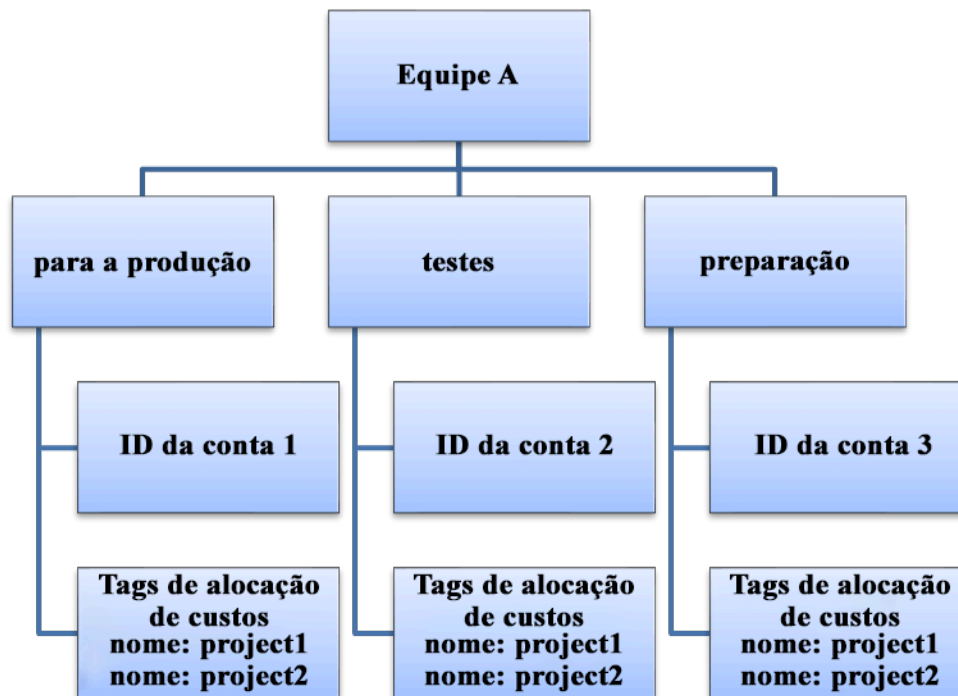 Equipe A
para a produção
testes
preparação
ID da conta 1
ID da conta 2
ID da conta 3
Tags de alocação
de custos
nome: project1
nome: project2
Tags de alocação
de custos
nome: project1
nome: project2
Tags de alocação
de custos
nome: project1
nome: project2